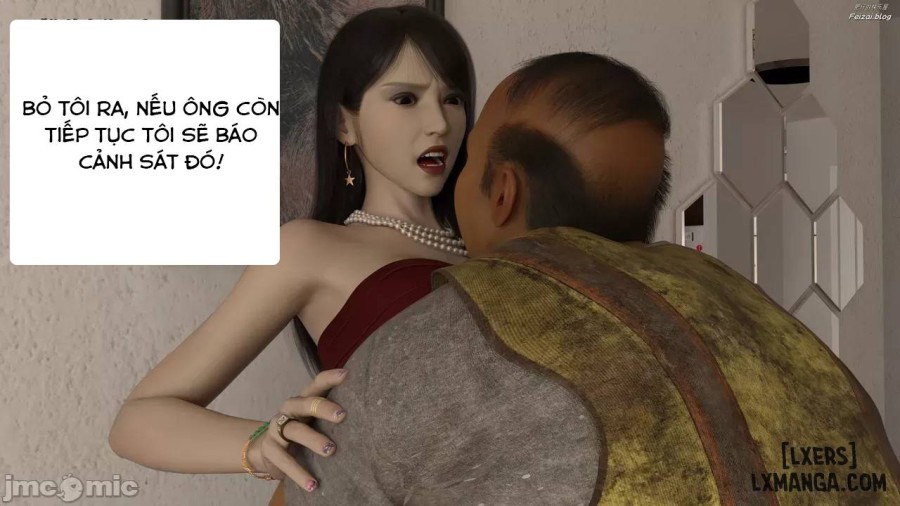 Feizai.blog
BỎ TÔI RA, NẾU ÔNG CÒN
TIẾP TỤC TÔI SẼ BÁO
CẢNH SÁT ĐÓ!
[LXERS]
jmcomic
LXMANGA.COM